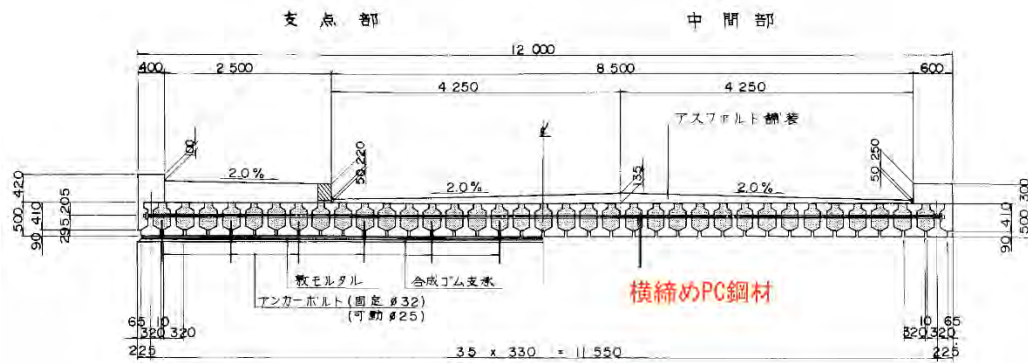 支点部 中間部
12 000
400 2 500 8 500 600
4 250 4 250
アスファルト舗装
℄
100 50 220 135 50 250
2.0% 2.0% 2.0%
420 300
500 410 205 410 500
90 295 90
敷モルタル 合成ゴム支承
アンカーボルト(固定 ø32)
(可動 ø25)
横締めPC鋼材
65 10 10 65
320 320 320 320
225 35 x 330 = 11 550 225